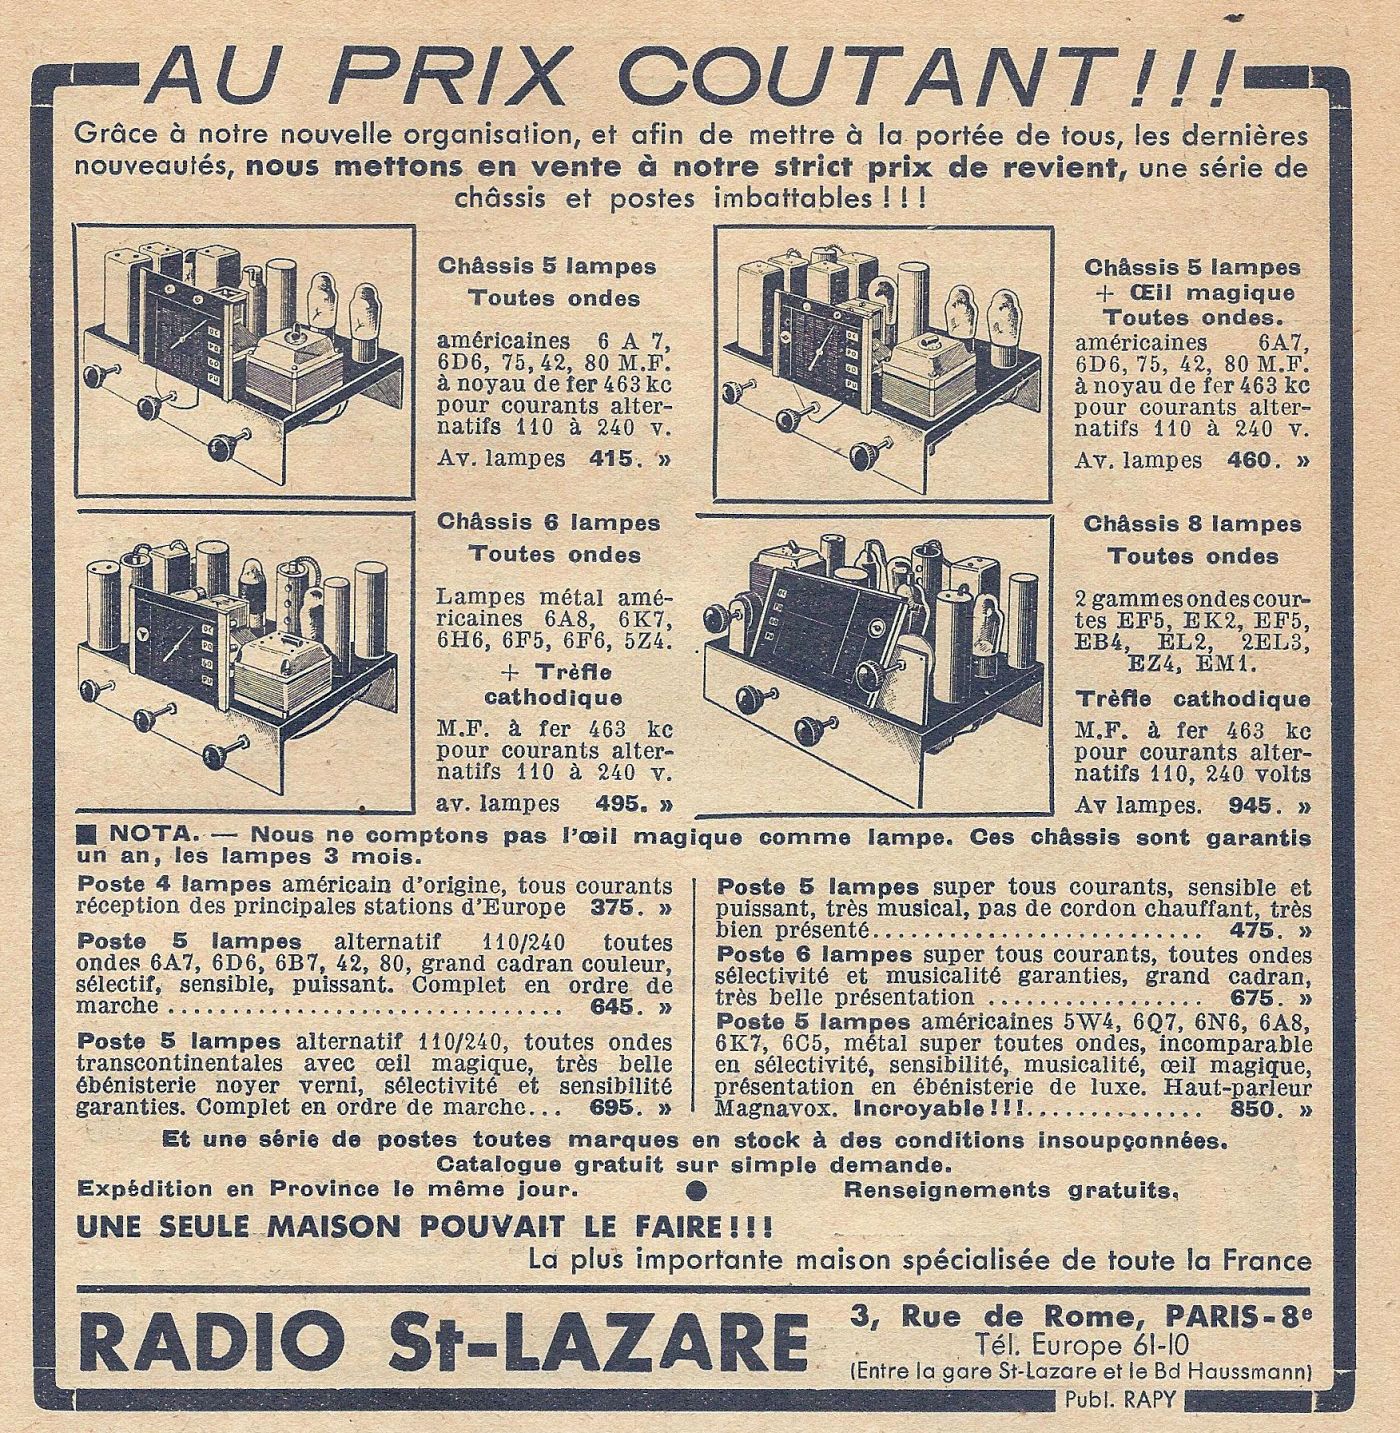 AU PRIX COUTANT!!!
Grâce à notre nouvelle organisation, et afin de mettre à la portée de tous, les dernières
nouveautés, nous mettons en vente à notre strict prix de revient, une série de
châssis et postes imbattables ! ! !
Châssis 5 lampes
Toutes ondes
américaines 6 A 7,
6D6, 75, 42, 80 M.F.
à noyau de fer 463 kc
pour courants alter-
natifs 110 à 240 v.
Av. lampes 415. »
Châssis 5 lampes
+ Œil magique
Toutes ondes.
américaines 6A7,
6D6, 75, 42, 80 M.F.
à noyau de fer 463 kc
pour courants alter-
natifs 110 à 240 v.
Av. lampes 460. »
Châssis 6 lampes
Toutes ondes
Lampes métal amé-
ricaines 6A8, 6K7,
6H6, 6F5, 6F6, 5Z4.
+ Trèfle
cathodique
M.F. à fer 463 kc
pour courants alter-
natifs 110 à 240 v.
av. lampes 495. »
Châssis 8 lampes
Toutes ondes
2 gammes ondes cour-
tes EF5, EK2, EF5,
EB4, EL2, 2EL3,
EZ4, EM1.
Trèfle cathodique
M.F. à fer 463 kc
pour courants alter-
natifs 110, 240 volts
Av lampes. 945. »
■ NOTA. — Nous ne comptons pas l'œil magique comme lampe. Ces châssis sont garantis
un an, les lampes 3 mois.
Poste 4 lampes américain d'origine, tous courants
réception des principales stations d'Europe 375. »
Poste 5 lampes alternatif 110/240 toutes
ondes 6A7, 6D6, 6B7, 42, 80, grand cadran couleur,
sélectif, sensible, puissant. Complet en ordre de
marche ................................ 645. »
Poste 5 lampes alternatif 110/240, toutes ondes
transcontinentales avec œil magique, très belle
ébénisterie noyer verni, sélectivité et sensibilité
garanties. Complet en ordre de marche... 695. »
Poste 5 lampes super tous courants, sensible et
puissant, très musical, pas de cordon chauffant, très
bien présenté.......................... 475. »
Poste 6 lampes super tous courants, toutes ondes
sélectivité et musicalité garanties, grand cadran,
très belle présentation ................. 675. »
Poste 5 lampes américaines 5W4, 6Q7, 6N6, 6A8,
6K7, 6C5, métal super toutes ondes, incomparable
en sélectivité, sensibilité, musicalité, œil magique,
présentation en ébénisterie de luxe. Haut-parleur
Magnavox. Incroyable!!!.............. 850. »
Et une série de postes toutes marques en stock à des conditions insoupçonnées.
Catalogue gratuit sur simple demande.
Expédition en Province le même jour. ● Renseignements gratuits.
UNE SEULE MAISON POUVAIT LE FAIRE!!!
La plus importante maison spécialisée de toute la France
RADIO St-LAZARE
3, Rue de Rome, PARIS-8e
Tél. Europe 61-10
(Entre la gare St-Lazare et le Bd Haussmann)
Publ. RAPY